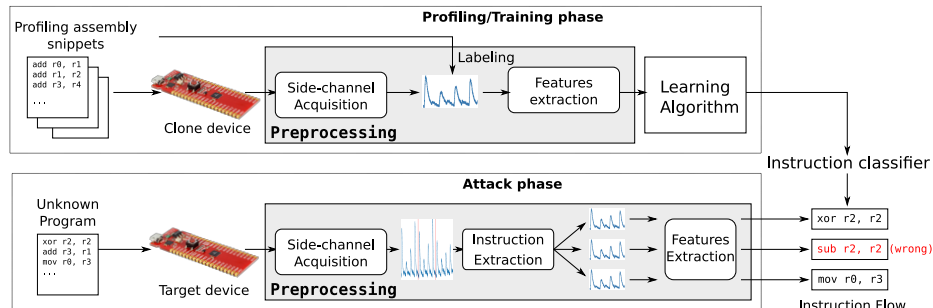 Profiling/Training phase
Profiling assembly
snippets
add r0, r1
add r1, r2
add r3, r4
...
Clone device
Side-channel
Acquisition
Labeling
Features
extraction
Preprocessing
Learning
Algorithm
Instruction classifier
Attack phase
Unknown
Program
xor r2, r2
add r3, r1
mov r0, r3
...
Target device
Side-channel
Acquisition
Instruction
Extraction
Features
Extraction
Preprocessing
xor r2, r2
sub r2, r2 (wrong)
mov r0, r3
Instruction Flow